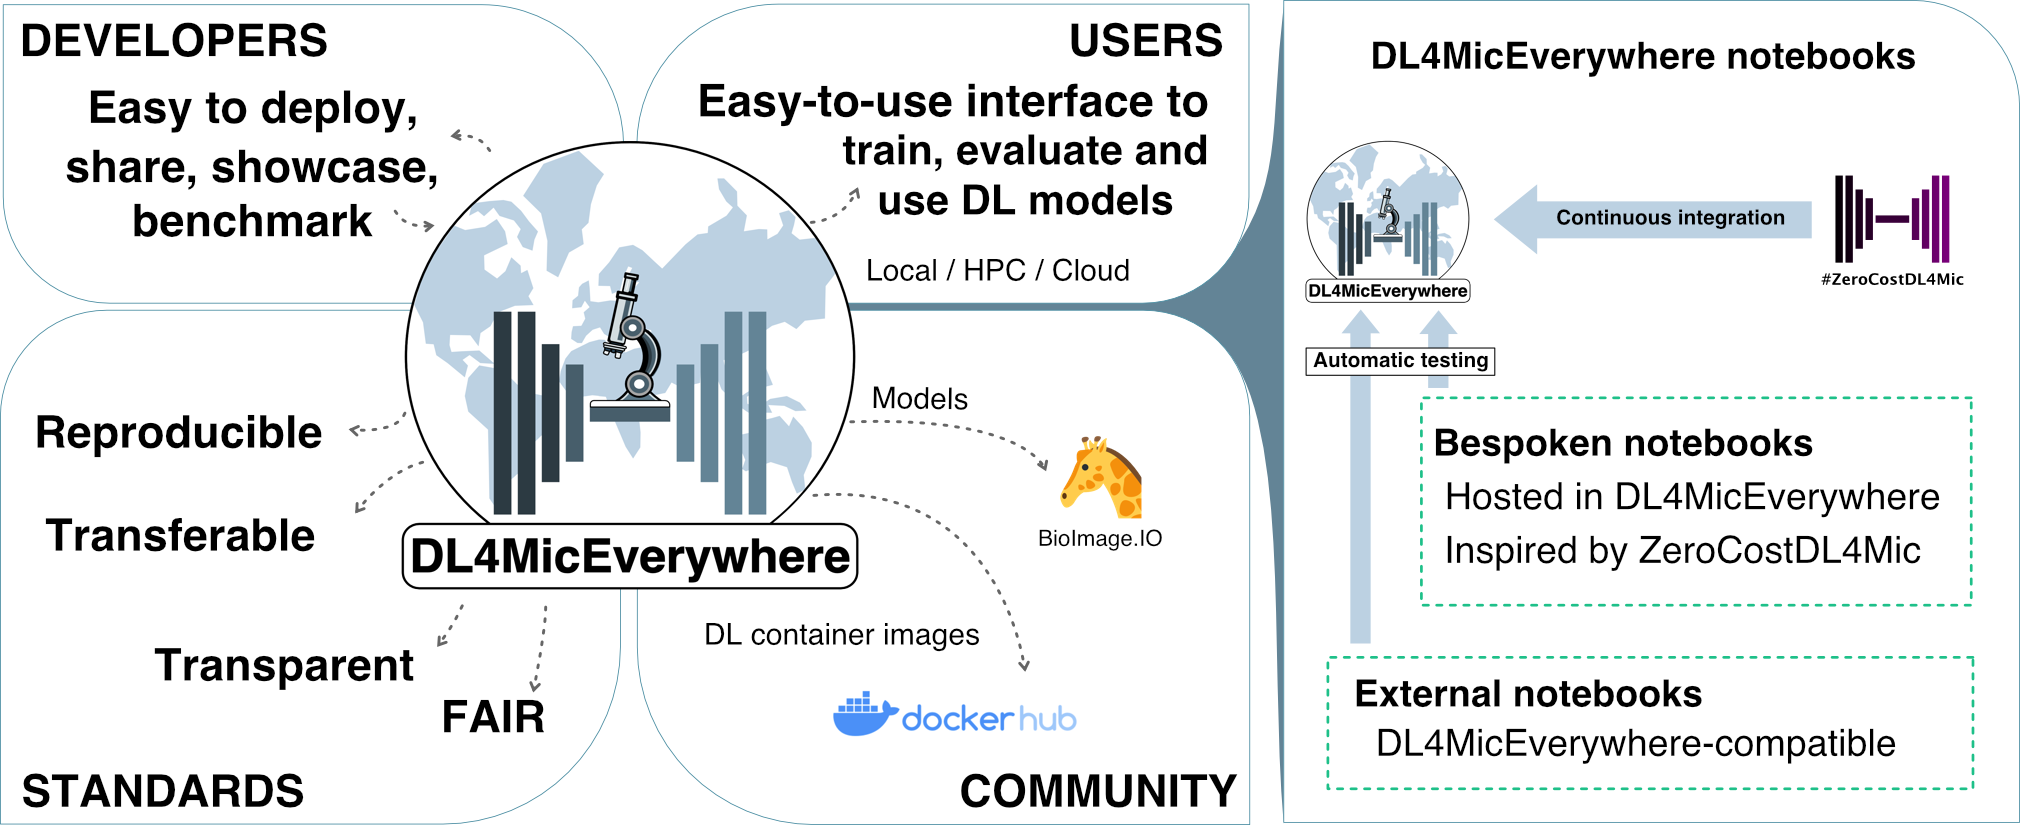 DEVELOPERS
Easy to deploy,
share, showcase,
benchmark
USERS
Easy-to-use interface to
train, evaluate and
use DL models
Local / HPC / Cloud
Reproducible
Transferable
Transparent
FAIR
STANDARDS
DL4MicEverywhere
Models
BioImage.IO
DL container images
docker hub
COMMUNITY
DL4MicEverywhere notebooks
DL4MicEverywhere
Continuous integration
#ZeroCostDL4Mic
Automatic testing
Bespoken notebooks
Hosted in DL4MicEverywhere
Inspired by ZeroCostDL4Mic
External notebooks
DL4MicEverywhere-compatible